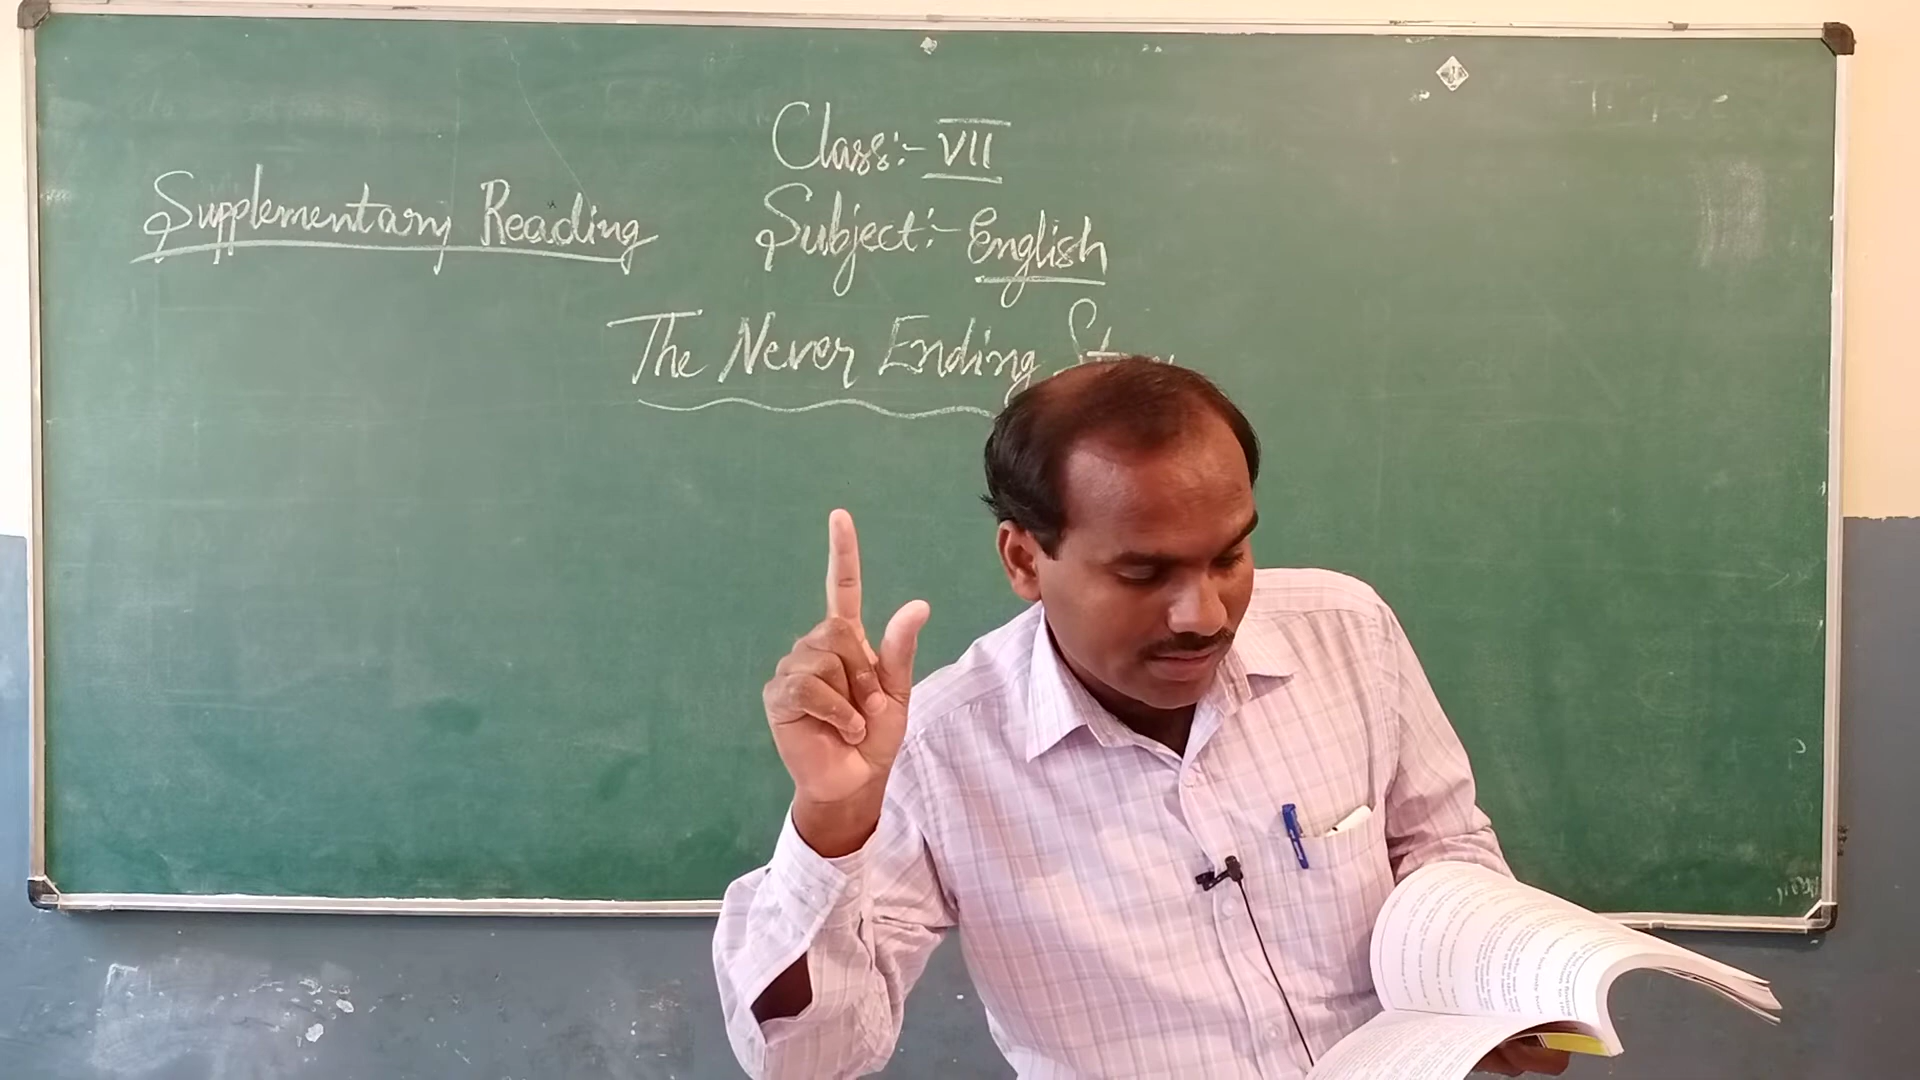 Class:- VII
Supplementary Reading
Subject:- English
The Never Ending